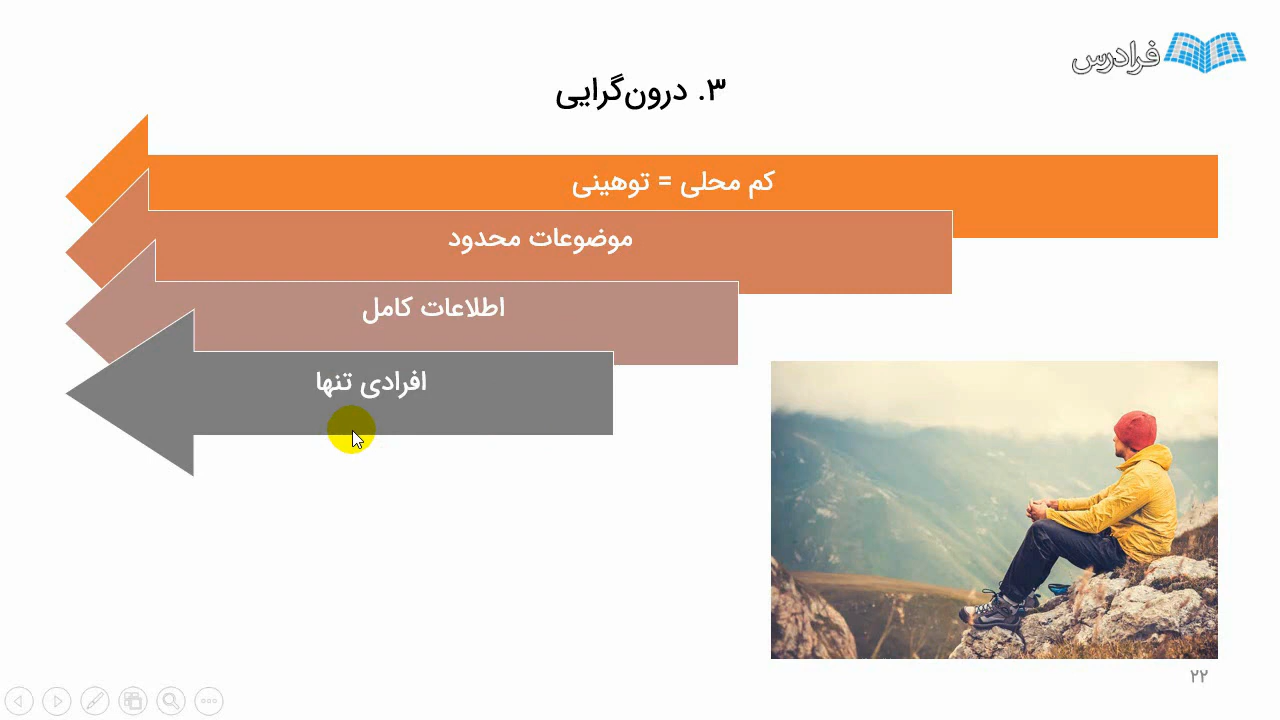 فرادرس
۳. درون‌گرایی
کم محلی = توهینی
موضوعات محدود
اطلاعات کامل
افرادی تنها
۲۲